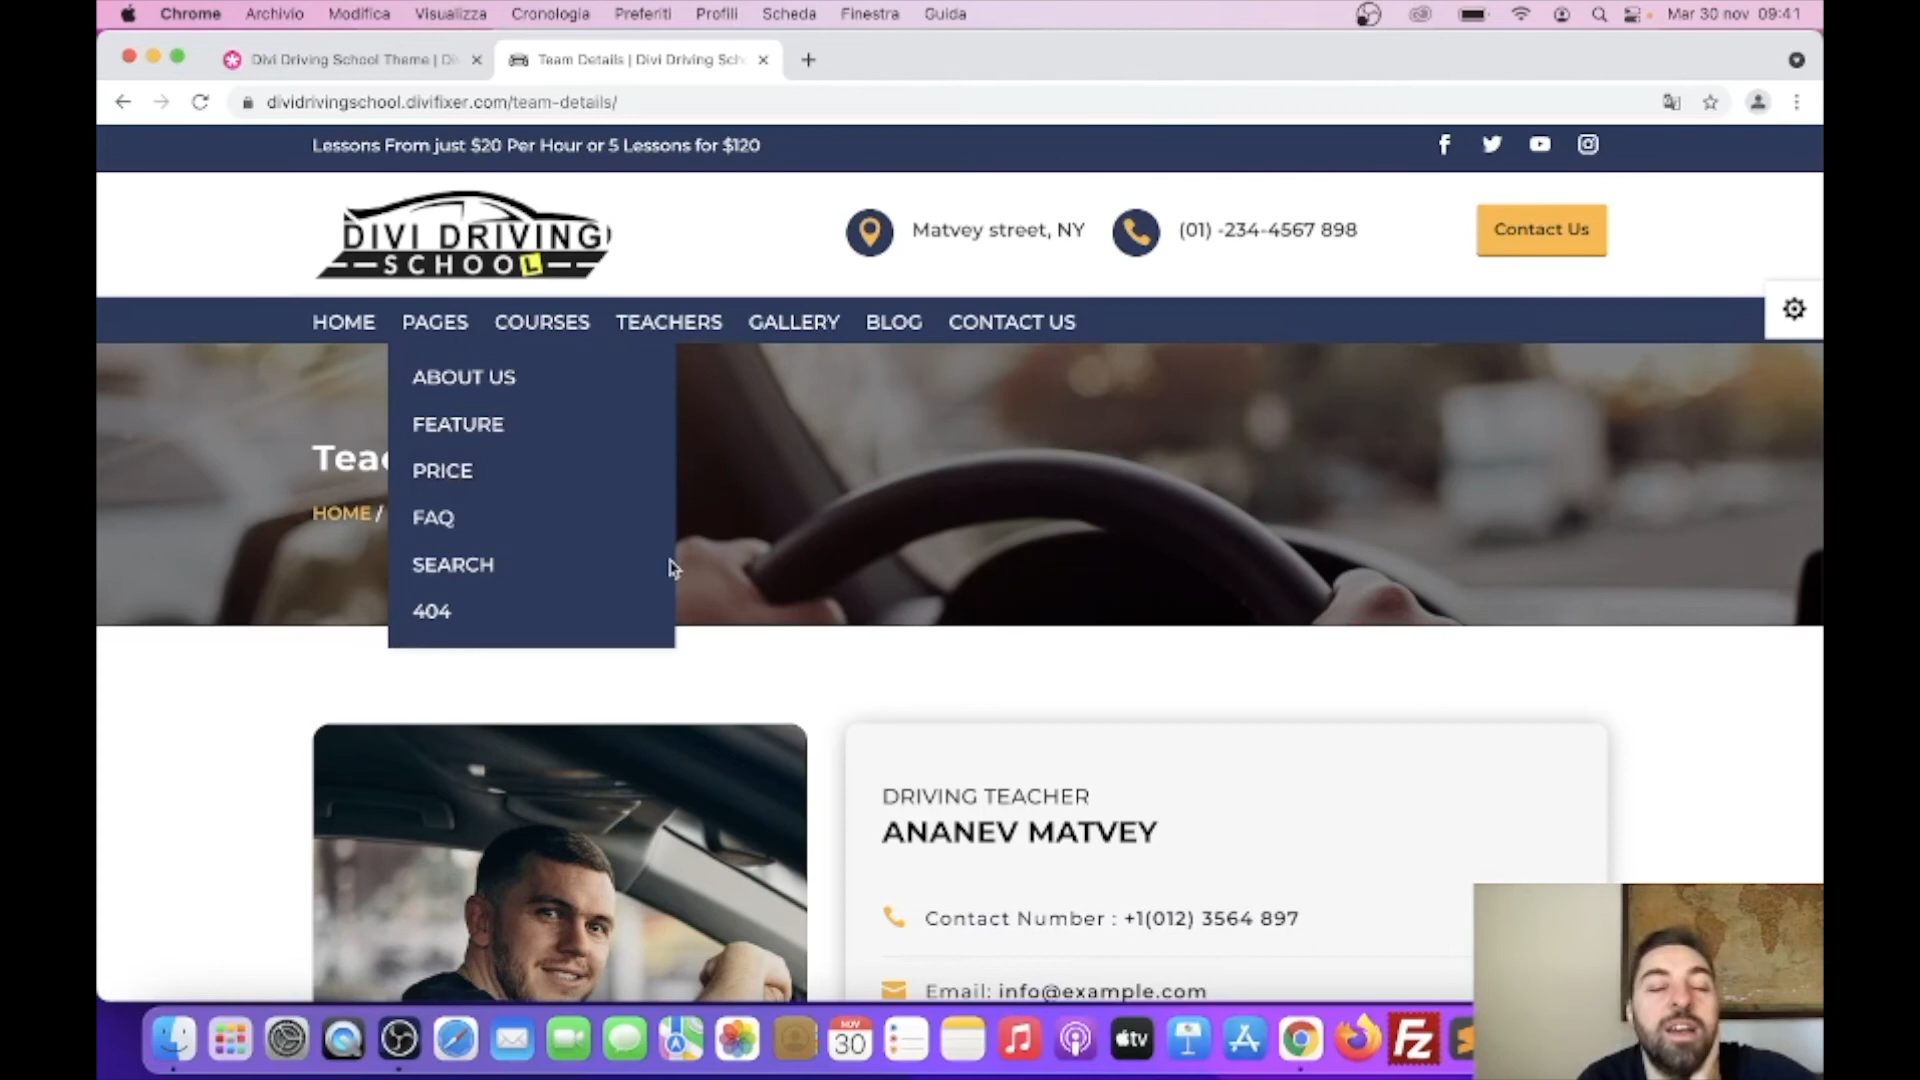 Chrome Archivio Modifica Visualizza Cronologia Preferiti Profili Scheda Finestra Guida Mar 30 nov 09:41
Divi Driving School Theme | Di
Team Details | Divi Driving Sch
dividrivingschool.divifixer.com/team-details/
Lessons From just $20 Per Hour or 5 Lessons for $120
DIVI DRIVING
SCHOOL
Matvey street, NY
(01) -234-4567 898
Contact Us
HOME PAGES COURSES TEACHERS GALLERY BLOG CONTACT US
ABOUT US
FEATURE
Tea
PRICE
HOME /
FAQ
SEARCH
404
DRIVING TEACHER
ANANEV MATVEY
Contact Number : +1(012) 3564 897
Email: info@example.com
NOV
30
tv
FZ